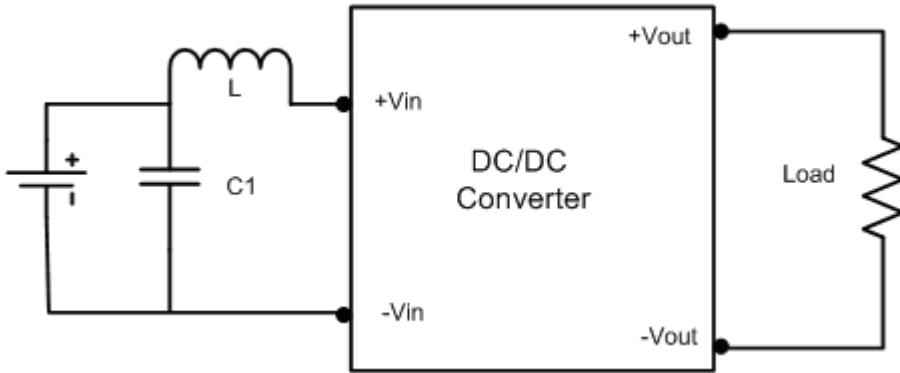 +Vout
L
+Vin
+
DC/DC
Converter
Load
C1
-Vin
-Vout